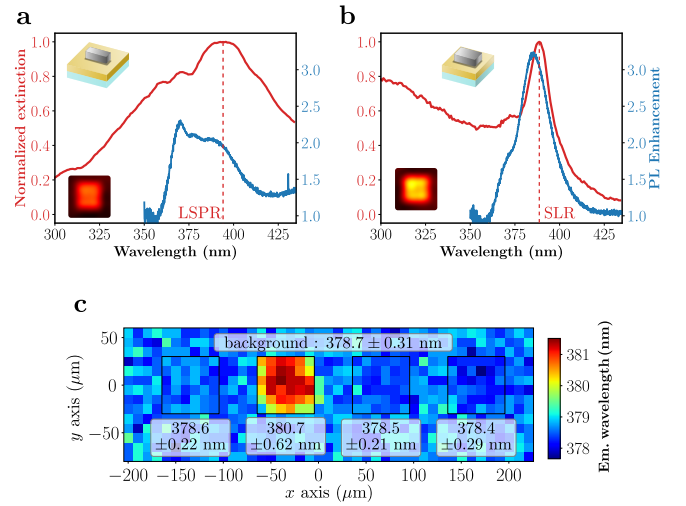 a
b
1.0
0.8
0.6
0.4
0.2
0.0
Normalized extinction
3.0
2.5
2.0
1.5
1.0
LSPR
300 325 350 375 400 425
Wavelength (nm)
1.0
0.8
0.6
0.4
0.2
0.0
3.0
2.5
2.0
1.5
1.0
PL Enhancement
SLR
300 325 350 375 400 425
Wavelength (nm)
c
50
0
−50
y axis (μm)
background : 378.7 ± 0.31 nm
378.6
±0.22 nm
380.7
±0.62 nm
378.5
±0.21 nm
378.4
±0.29 nm
−200 −150 −100 −50 0 50 100 150 200
x axis (μm)
381
380
379
378
Em. wavelength (nm)